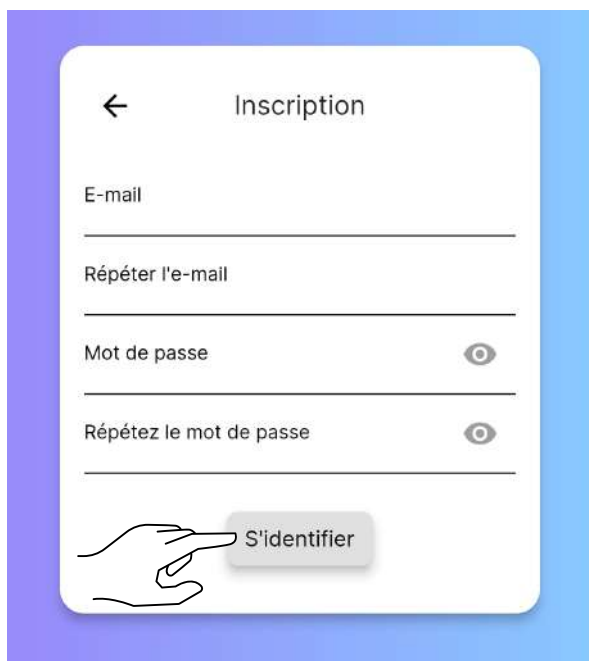 Inscription
E-mail
Répéter l'e-mail
Mot de passe
Répétez le mot de passe
S'identifier